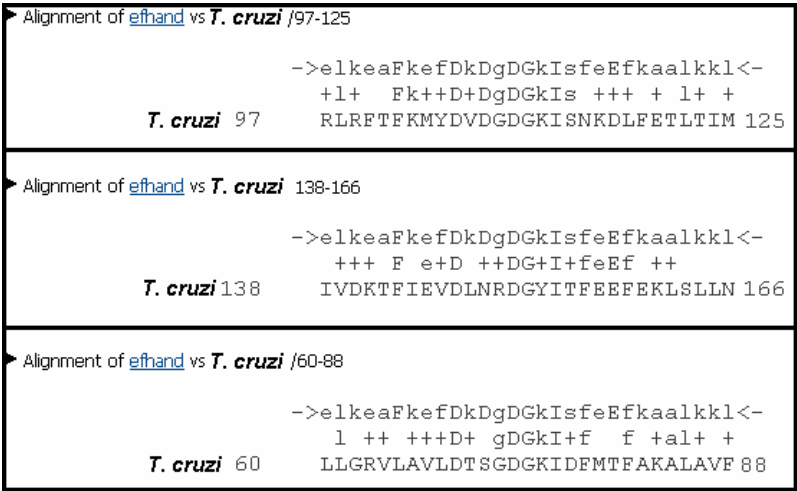 Alignment of efhand vs T. cruzi /97-125
->elkeaFkefDkDgDGkIsfeEfkaalkkl<-
+l+ Fk++D+DgDGkIs +++ + l+ +
T. cruzi 97 RLRFTFKMYDVDGDGKISNKDLFETLTIM 125
Alignment of efhand vs T. cruzi 138-166
->elkeaFkefDkDgDGkIsfeEfkaalkkl<-
+++ F e+D ++DG+I+feEf ++
T. cruzi 138 IVDKTFIEVDLNRDGYITFEEFEKLSLLN 166
Alignment of efhand vs T. cruzi /60-88
->elkeaFkefDkDgDGkIsfeEfkaalkkl<-
l ++ +++D+ gDGkI+f f +al+ +
T. cruzi 60 LLGRVLAVLDTSGDGKIDFMTFAKALAVF 88